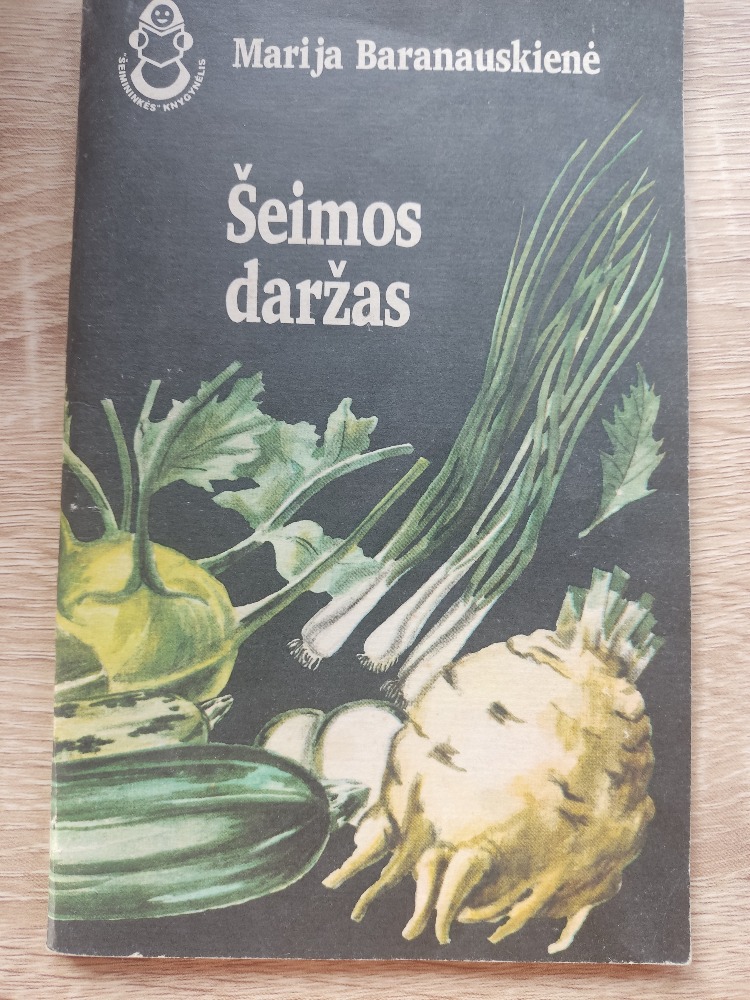 "ŠEIMININKĖS" KNYGYNĖLIS
Marija Baranauskienė
Šeimos
daržas